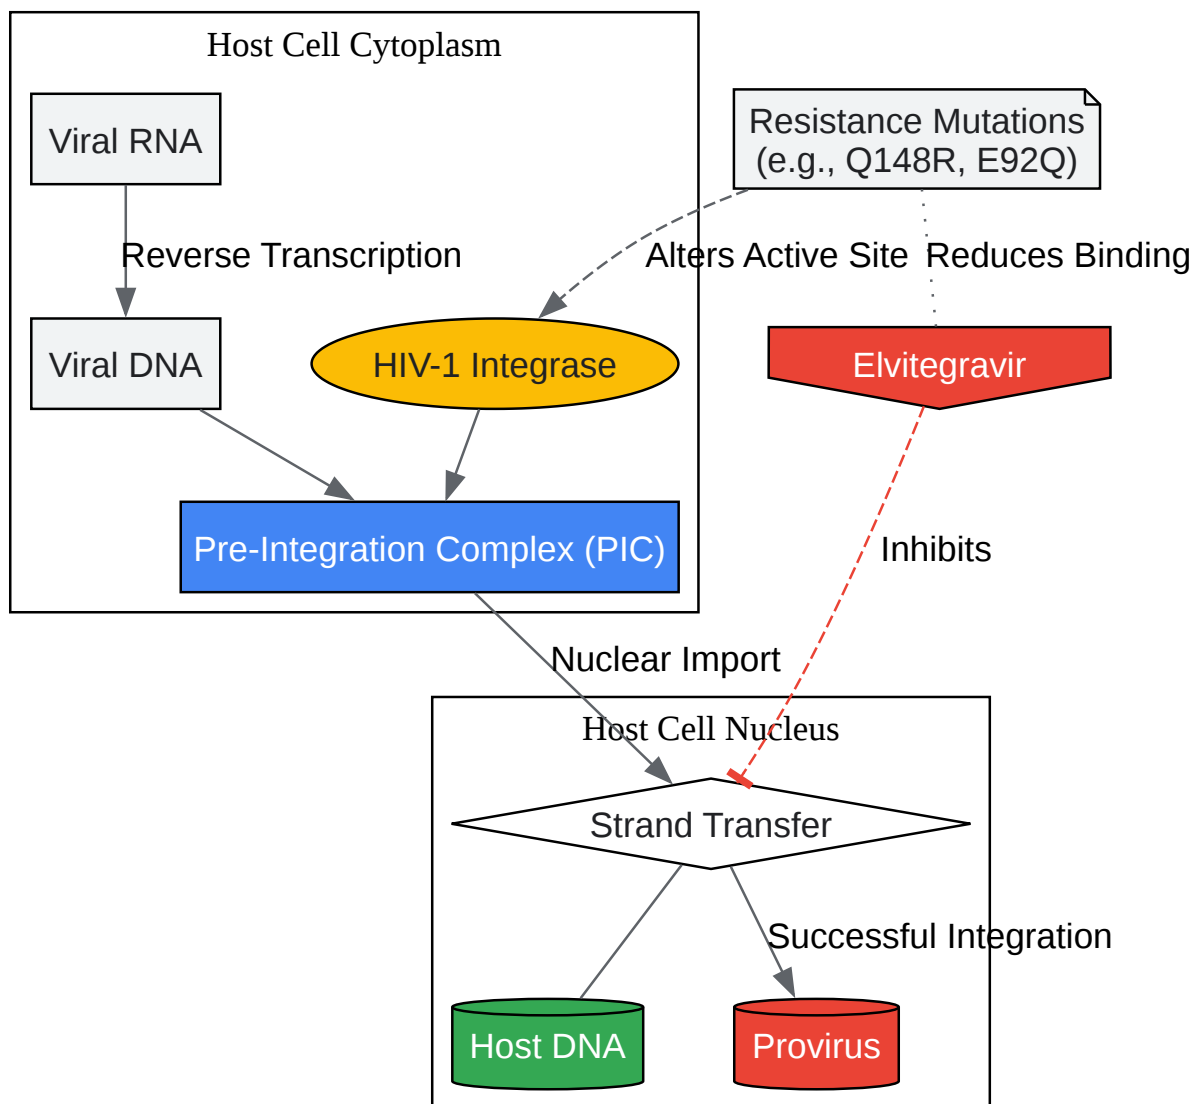 Host Cell Cytoplasm
Viral RNA
Resistance Mutations
(e.g., Q148R, E92Q)
Reverse Transcription
Alters Active Site
Reduces Binding
Viral DNA
HIV-1 Integrase
Elvitegravir
Pre-Integration Complex (PIC)
Inhibits
Nuclear Import
Host Cell Nucleus
Strand Transfer
Successful Integration
Host DNA
Provirus